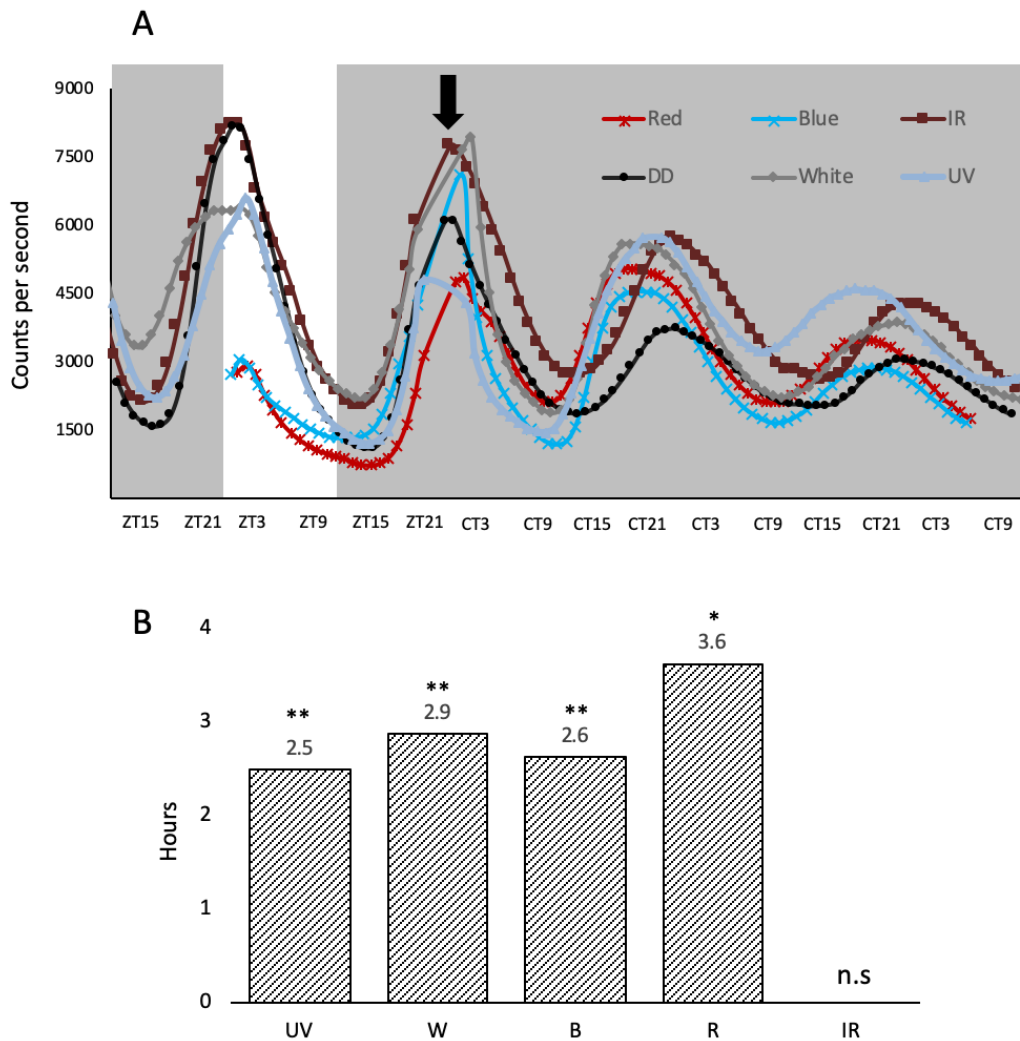 A
Counts per second
9000
7500
6000
4500
3000
1500
Red Blue IR
DD White UV
ZT15 ZT21 ZT3 ZT9 ZT15 ZT21 CT3 CT9 CT15 CT21 CT3 CT9 CT15 CT21 CT3 CT9
B
Hours
4
3
2
1
0
**
2.5
**
2.9
**
2.6
*
3.6
n.s
UV W B R IR